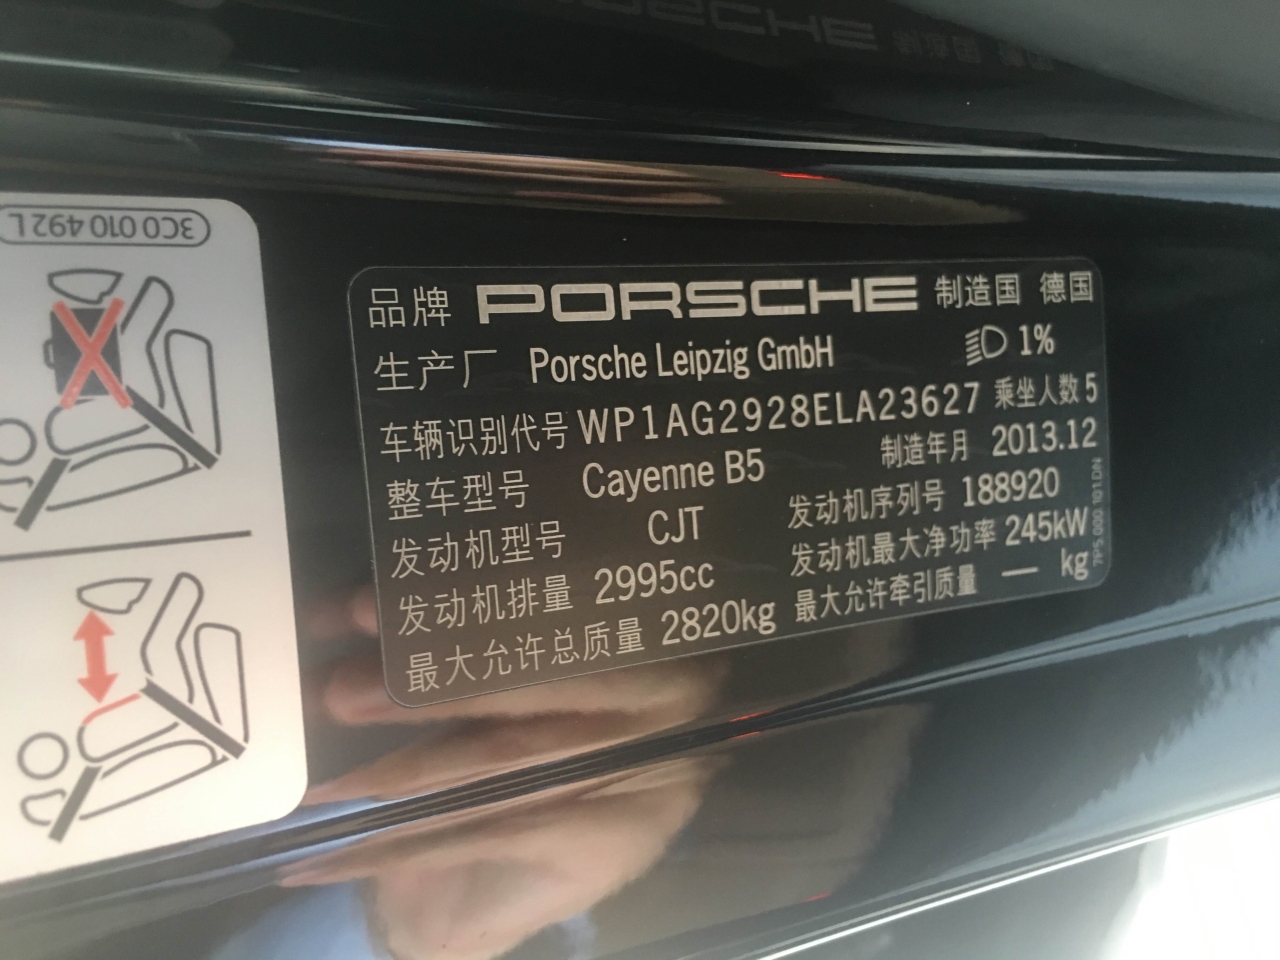 3C0 010 492 L
品牌 PORSCHE 制造国 德国
生产厂 Porsche Leipzig GmbH 1%
车辆识别代号 WP1AG2928ELA23627 乘坐人数 5
整车型号 Cayenne B5 制造年月 2013.12
发动机型号 CJT 发动机序列号 188920
发动机排量 2995cc 发动机最大净功率 245kW
最大允许总质量 2820kg 最大允许牵引质量 — kg